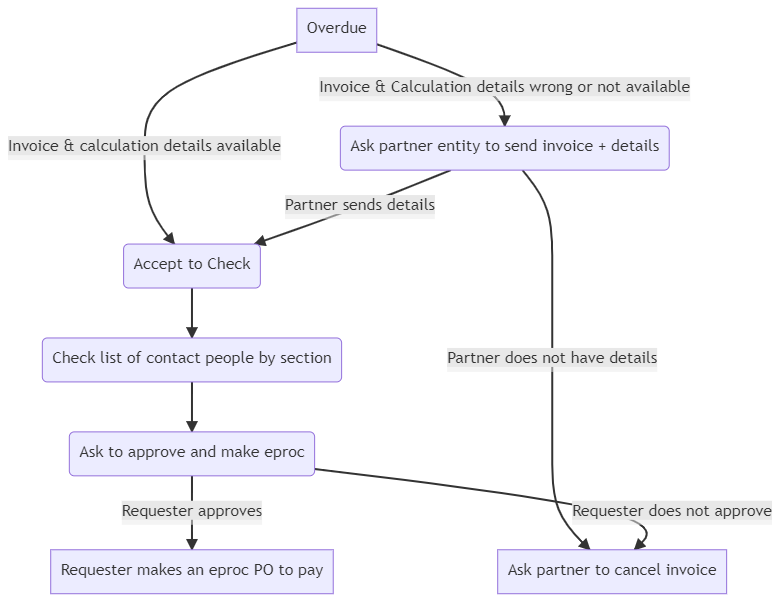 Overdue
Invoice & Calculation details wrong or not available
Invoice & calculation details available
Ask partner entity to send invoice + details
Partner sends details
Accept to Check
Check list of contact people by section
Partner does not have details
Ask to approve and make eproc
Requester approves
Requester does not approve
Requester makes an eproc PO to pay
Ask partner to cancel invoice